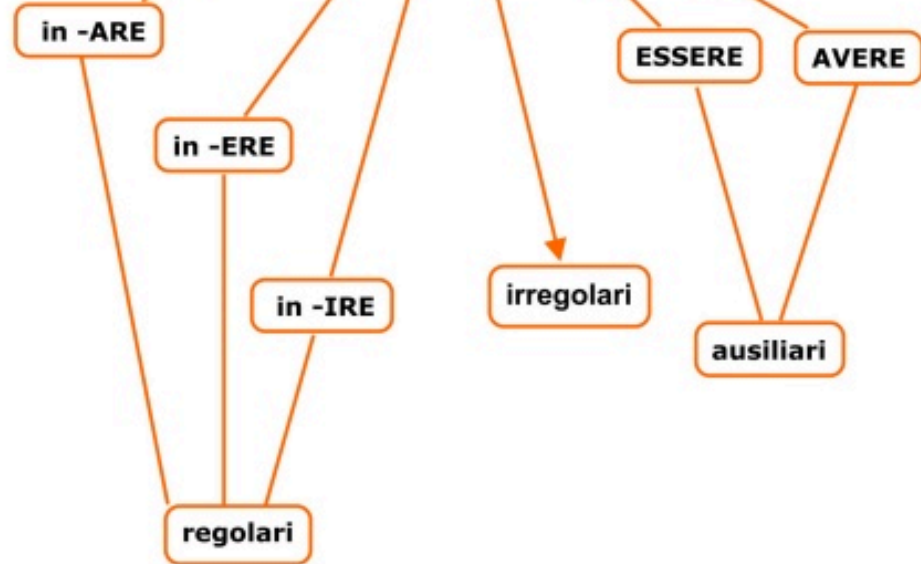 in -ARE
ESSERE
AVERE
in -ERE
in -IRE
irregolari
ausiliari
regolari